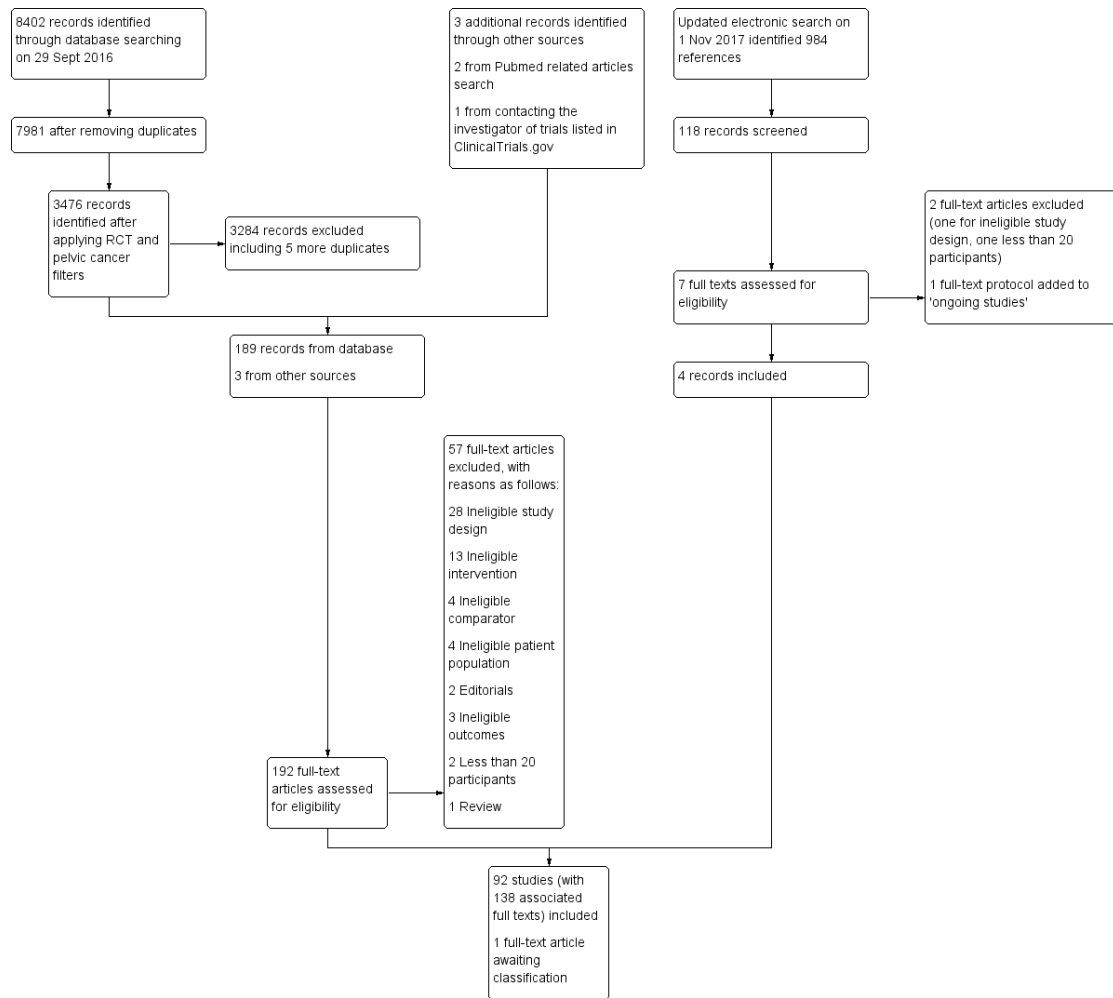 8402 records identified
through database searching
on 29 Sept 2016
3 additional records identified
through other sources
2 from Pubmed related articles
search
1 from contacting the
investigator of trials listed in
ClinicalTrials.gov
Updated electronic search on
1 Nov 2017 identified 984
references
7981 after removing duplicates
118 records screened
3476 records
identified after
applying RCT and
pelvic cancer
filters
3284 records excluded
including 5 more duplicates
2 full-text articles excluded
(one for ineligible study
design, one less than 20
participants)
1 full-text protocol added to
'ongoing studies'
7 full texts assessed for
eligibility
189 records from database
3 from other sources
4 records included
57 full-text articles
excluded, with
reasons as follows:
28 Ineligible study
design
13 Ineligible
intervention
4 Ineligible
comparator
4 Ineligible patient
population
2 Editorials
3 Ineligible
outcomes
2 Less than 20
participants
1 Review
192 full-text
articles assessed
for eligibility
92 studies (with
138 associated
full texts) included
1 full-text article
awaiting
classification